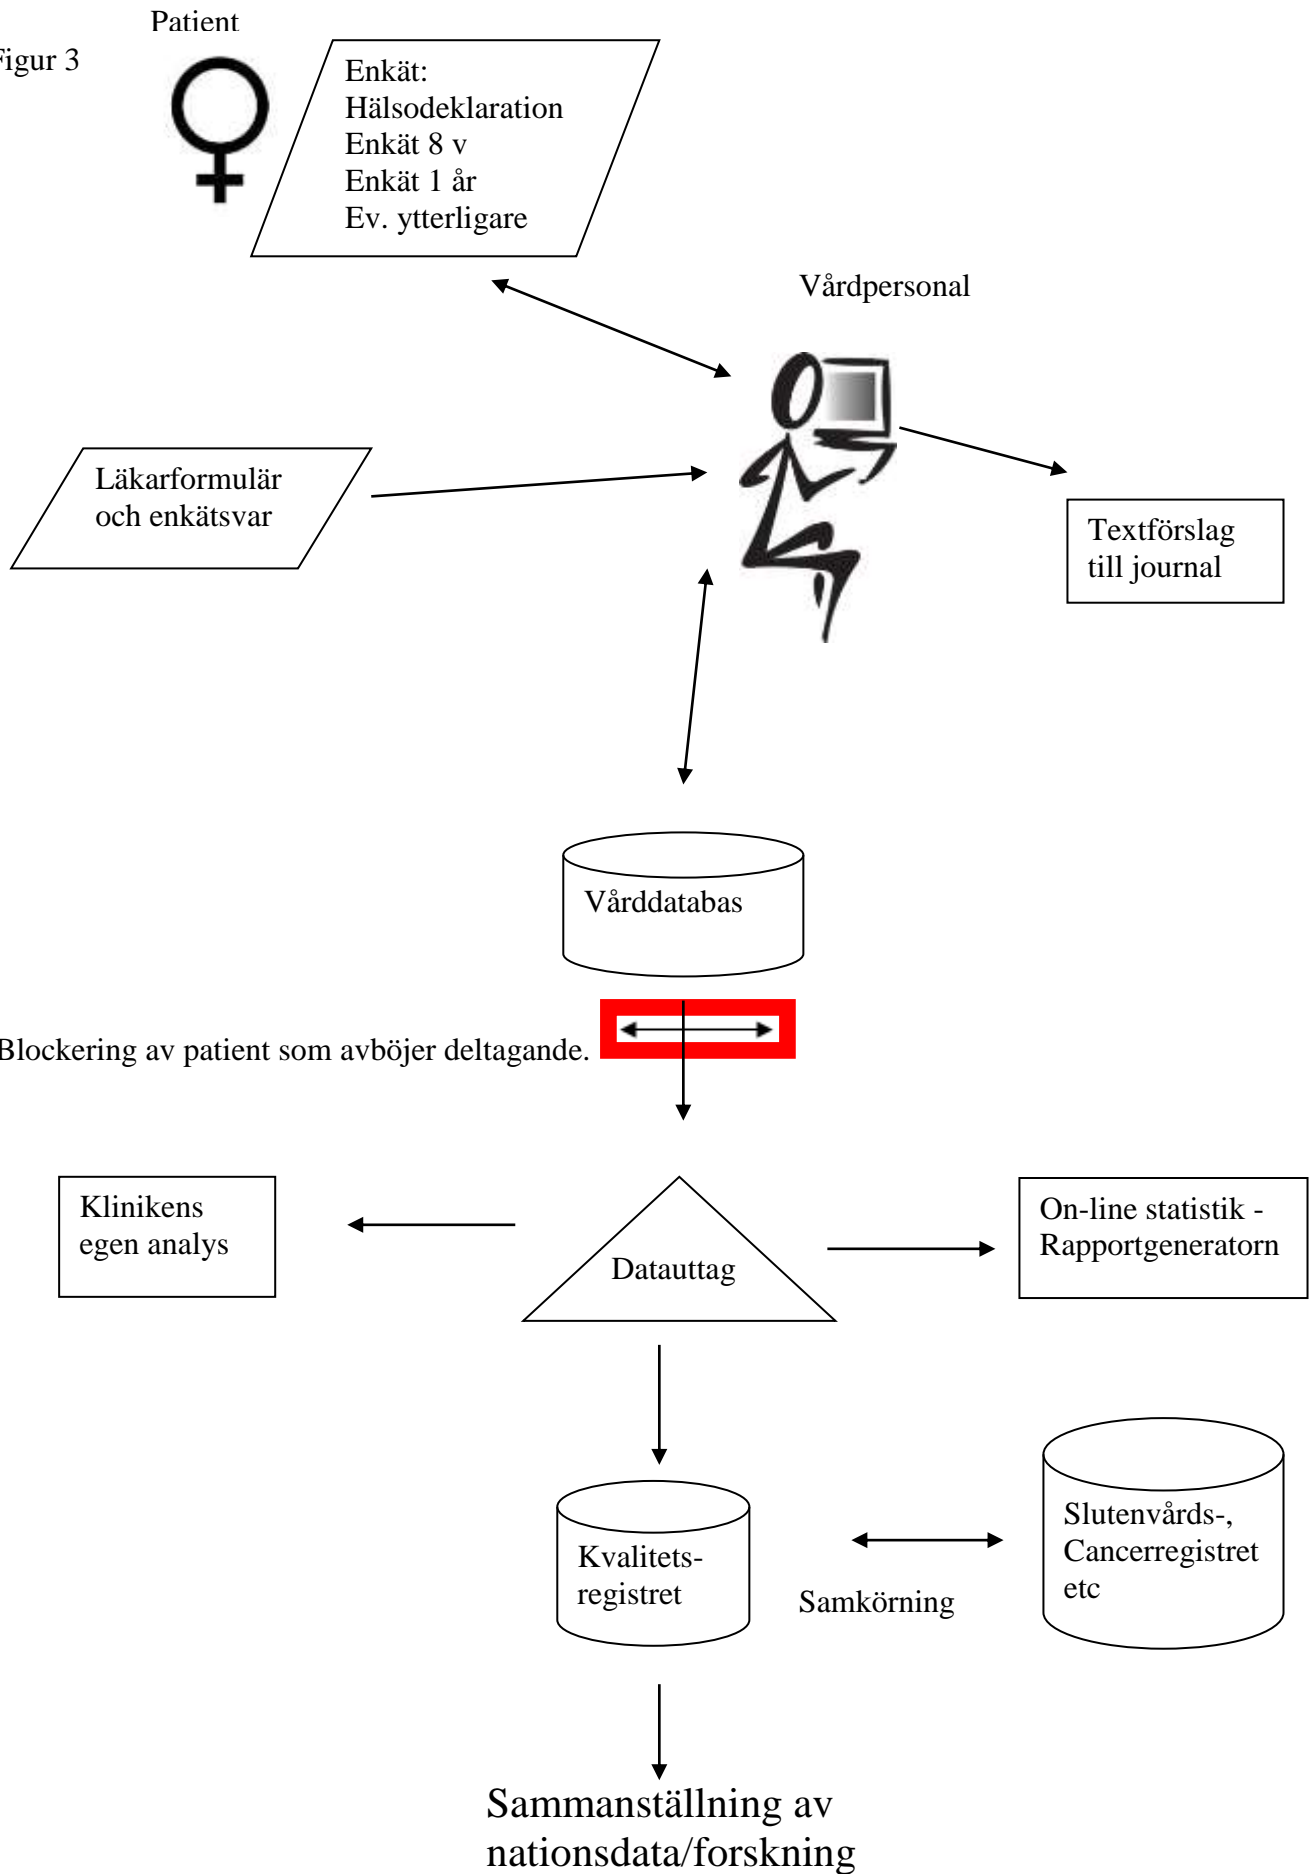 Patient
Figur 3
Enkät:
Hälsodeklaration
Enkät 8 v
Enkät 1 år
Ev. ytterligare
Vårdpersonal
Läkarformulär
och enkätsvar
Textförslag
till journal
Vårddatabas
Blockering av patient som avböjer deltagande.
Klinikens
egen analys
Datauttag
On-line statistik -
Rapportgeneratorn
Kvalitets-
registret
Samkörning
Slutenvårds-,
Cancerregistret
etc
Sammanställning av
nationsdata/forskning